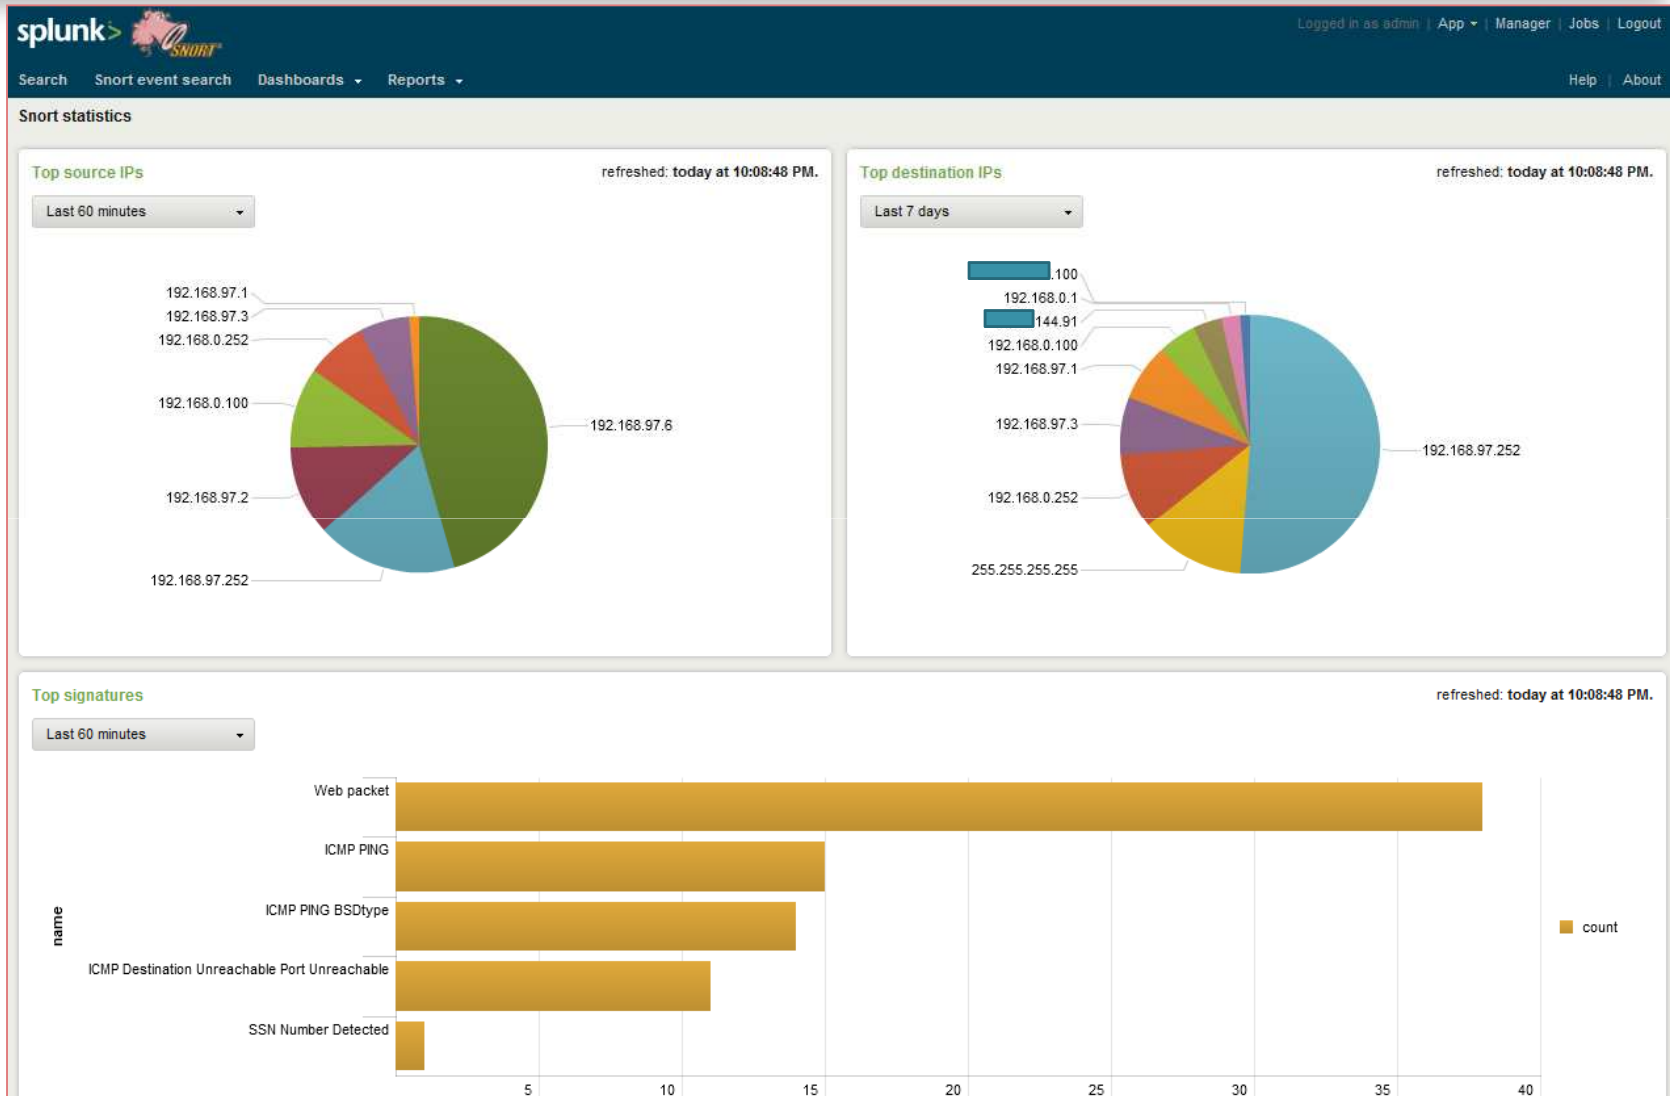 splunk>
SNORT
Logged in as admin | App | Manager | Jobs | Logout
Search Snort event search Dashboards Reports
Help | About
Snort statistics
Top source IPs
refreshed: today at 10:08:48 PM.
Last 60 minutes
192.168.97.1
192.168.97.3
192.168.0.252
192.168.0.100
192.168.97.6
192.168.97.2
192.168.97.252
Top destination IPs
refreshed: today at 10:08:48 PM.
Last 7 days
.100
192.168.0.1
144.91
192.168.0.100
192.168.97.1
192.168.97.3
192.168.97.252
192.168.0.252
255.255.255.255
Top signatures
refreshed: today at 10:08:48 PM.
Last 60 minutes
Web packet
ICMP PING
ICMP PING BSDtype
name
count
ICMP Destination Unreachable Port Unreachable
SSN Number Detected
5 10 15 20 25 30 35 40